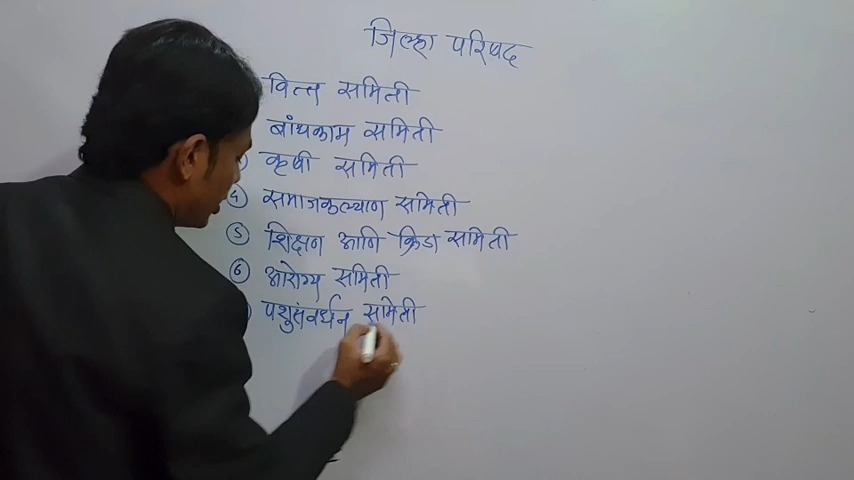 जिल्हा परिषद
वित्त समिती
बांधकाम समिती
कृषी समिती
4 समाजकल्याण समिती
5 शिक्षण आणि क्रिडा समिती
6 आरोग्य समिती
पशुसंवर्धन समिती